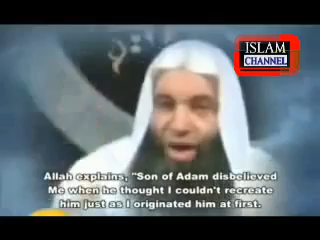 ISLAM
CHANNEL
Allah explains, "Son of Adam disbelieved
Me when he thought I couldn't recreate
him just as I originated him at first.